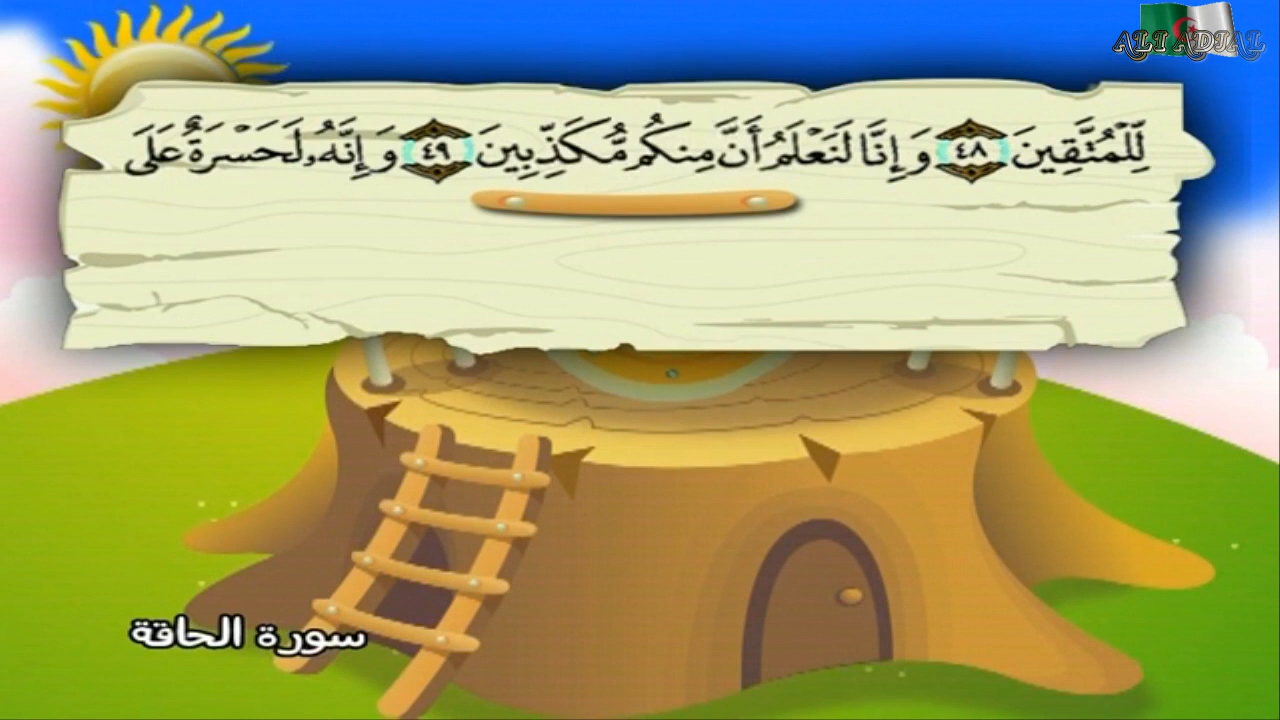 ALI ADJAL
لِّلْمُتَّقِينَ ٤٨ وَإِنَّا لَنَعْلَمُ أَنَّ مِنكُم مُّكَذِّبِينَ ٤٩ وَإِنَّهُۥ لَحَسْرَةٌ عَلَى
سورة الحاقة